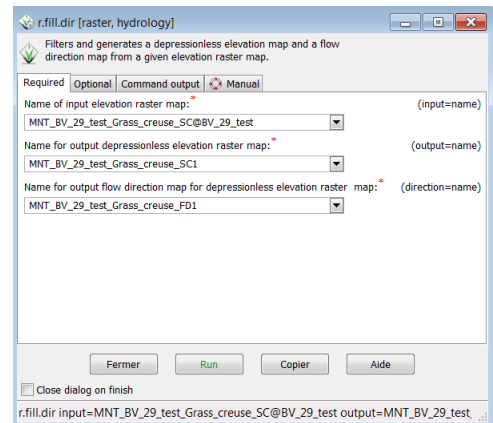 r.fill.dir [raster, hydrology]
Filters and generates a depressionless elevation map and a flow
direction map from a given elevation raster map.
Required Optional Command output Manual
Name of input elevation raster map:* (input=name)
MNT_BV_29_test_Grass_creuse_SC@BV_29_test
Name for output depressionless elevation raster map:* (output=name)
MNT_BV_29_test_Grass_creuse_SC1
Name for output flow direction map for depressionless elevation raster map:* (direction=name)
MNT_BV_29_test_Grass_creuse_FD1
Fermer Run Copier Aide
Close dialog on finish
r.fill.dir input=MNT_BV_29_test_Grass_creuse_SC@BV_29_test output=MNT_BV_29_test_